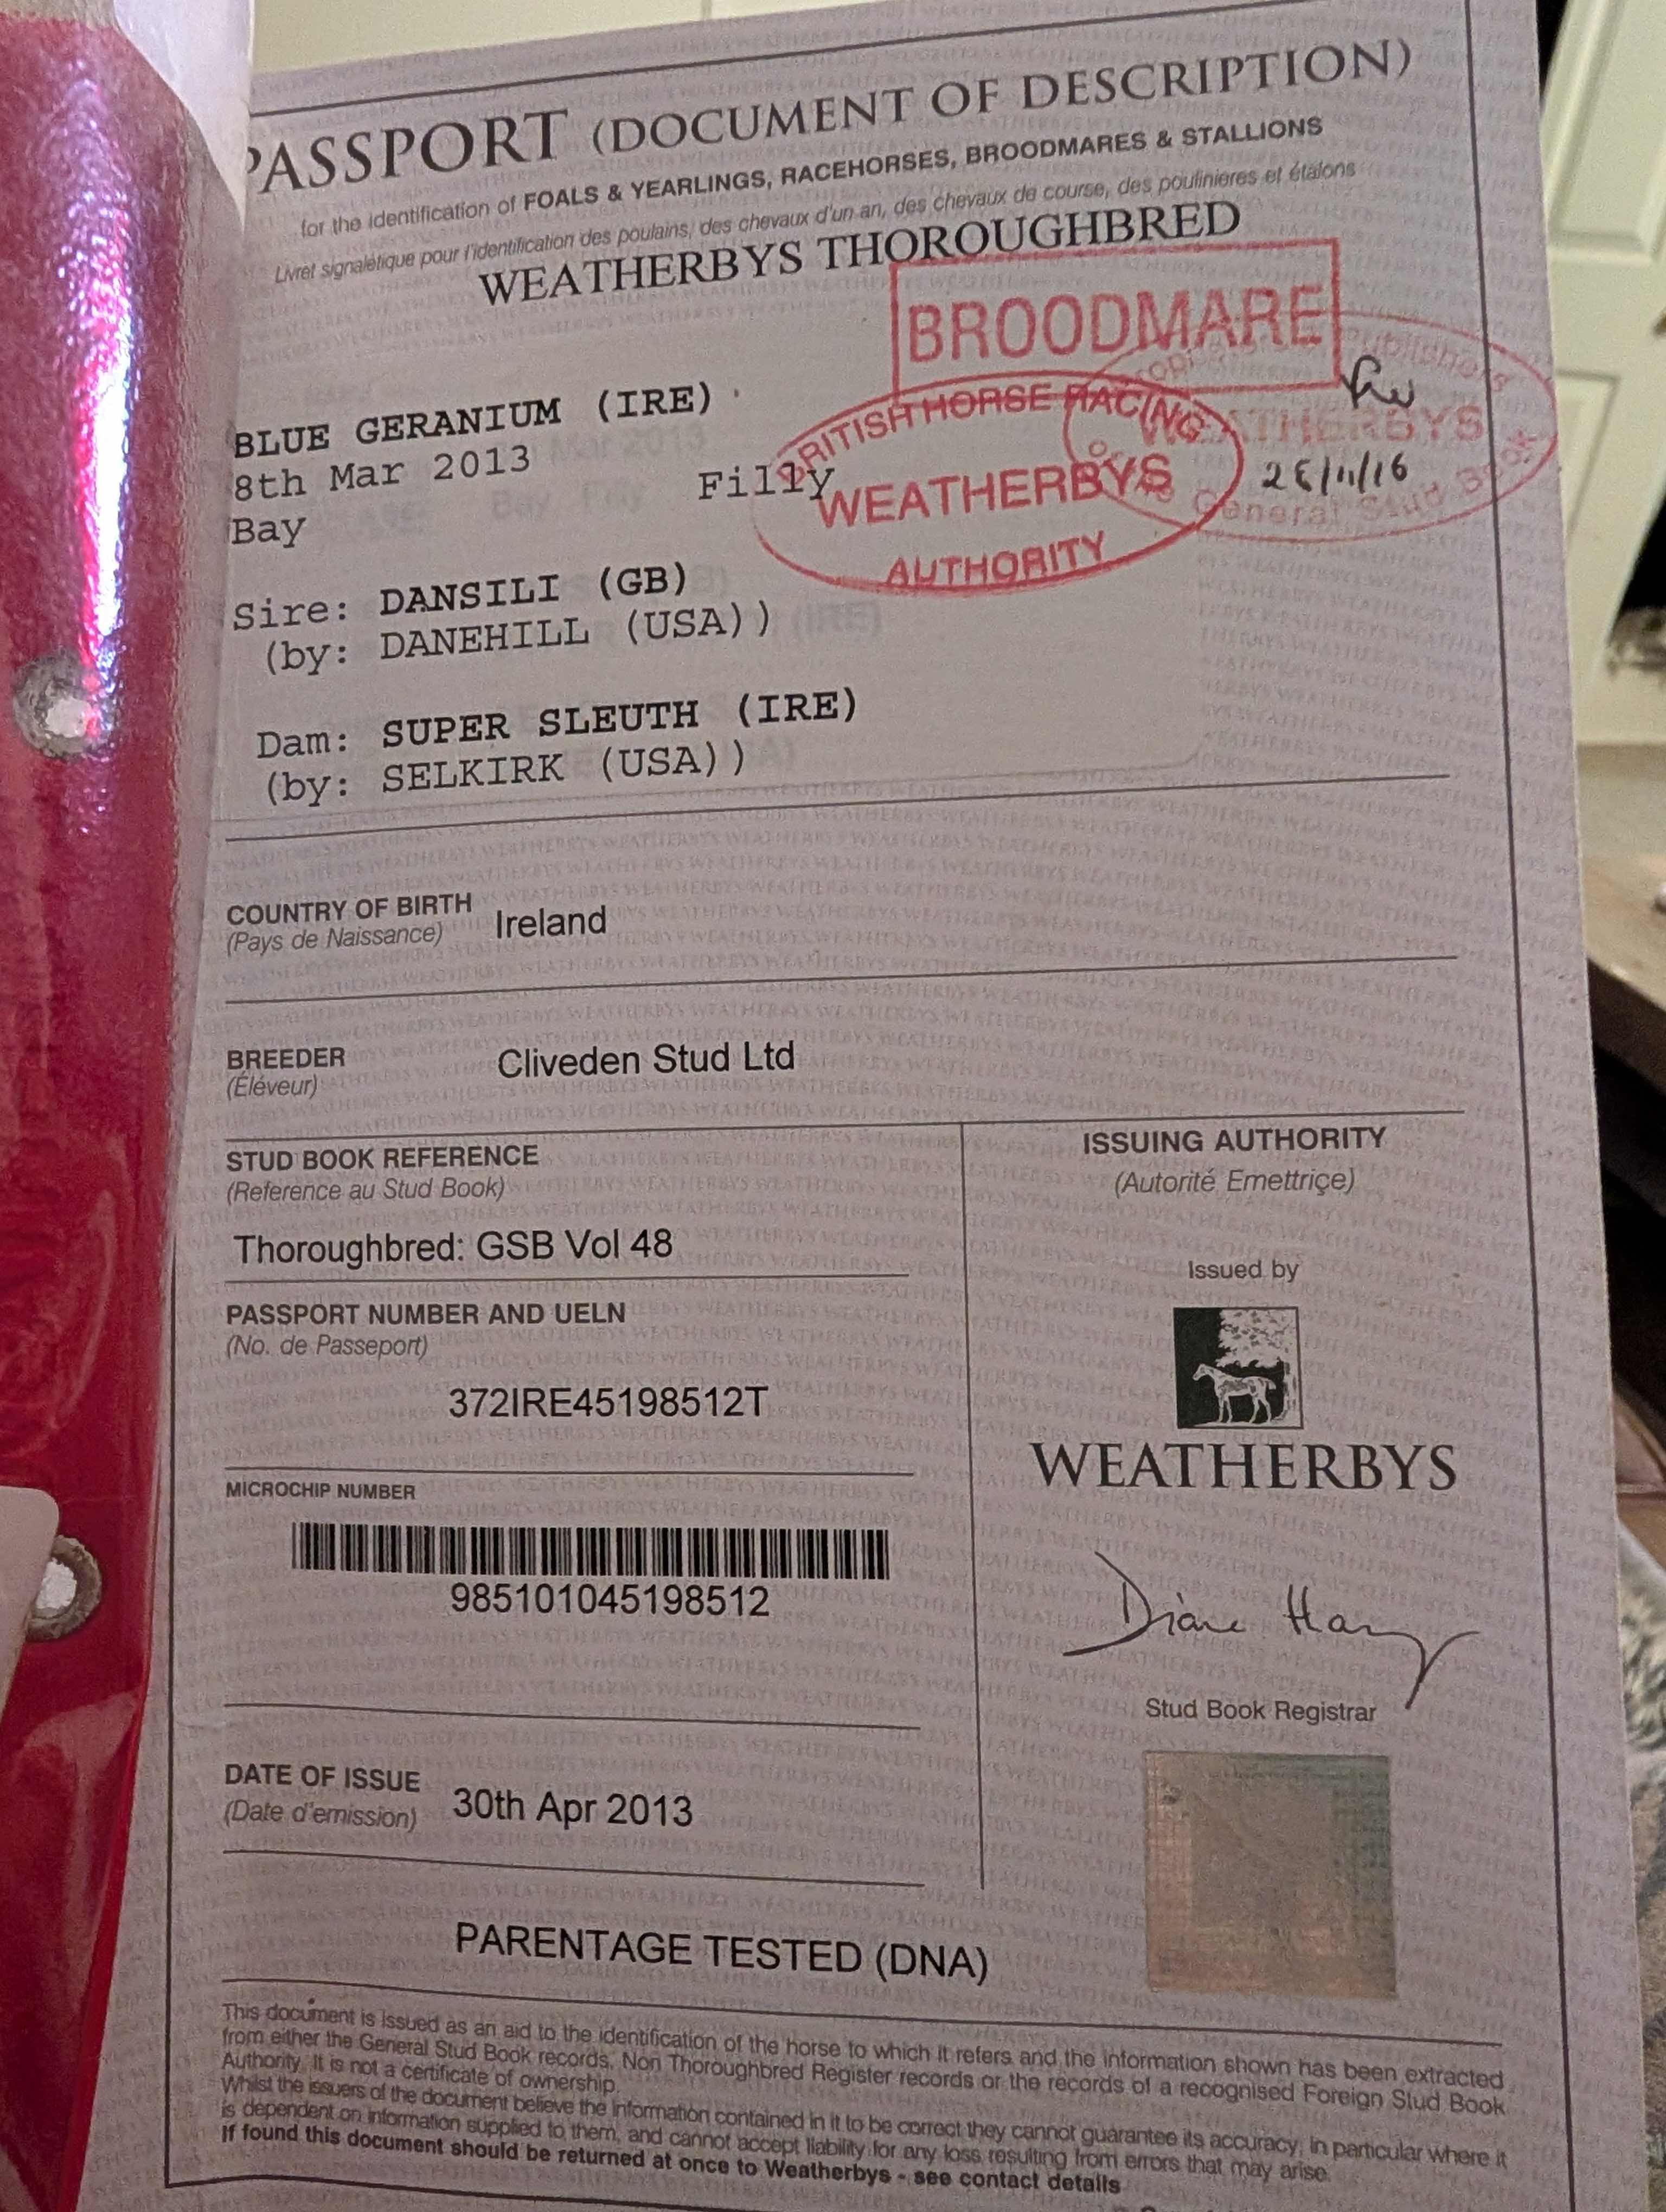 PASSPORT (DOCUMENT OF DESCRIPTION)
for the identification of FOALS & YEARLINGS, RACEHORSES, BROODMARES & STALLIONS
Livret signalétique pour l'identification des poulains, des chevaux d'un an, des chevaux de course, des poulinieres et étalons
WEATHERBYS THOROUGHBRED
BROODMARE
BLUE GERANIUM (IRE)
8th Mar 2013 Filly
Bay
BRITISH HORSE RACING
WEATHERBYS
AUTHORITY
Publishers
WEATHERBYS
General Stud Book
26/11/16
Sire: DANSILI (GB)
(by: DANEHILL (USA))
Dam: SUPER SLEUTH (IRE)
(by: SELKIRK (USA))
COUNTRY OF BIRTH Ireland
(Pays de Naissance)
BREEDER Cliveden Stud Ltd
(Éléveur)
STUD BOOK REFERENCE
(Reference au Stud Book)
Thoroughbred: GSB Vol 48
PASSPORT NUMBER AND UELN
(No. de Passeport)
372IRE45198512T
MICROCHIP NUMBER
985101045198512
DATE OF ISSUE 30th Apr 2013
(Date d'emission)
ISSUING AUTHORITY
(Autorité Emettriçe)
Issued by
WEATHERBYS
Diane Han
Stud Book Registrar
PARENTAGE TESTED (DNA)
This document is issued as an aid to the identification of the horse to which it refers and the information shown has been extracted
from either the General Stud Book records, Non Thoroughbred Register records or the records of a recognised Foreign Stud Book
Authority. It is not a certificate of ownership.
Whilst the issuers of the document believe the information contained in it to be correct they cannot guarantee its accuracy, in particular where it
is dependent on information supplied to them, and cannot accept liability for any loss resulting from errors that may arise.
If found this document should be returned at once to Weatherbys - see contact details